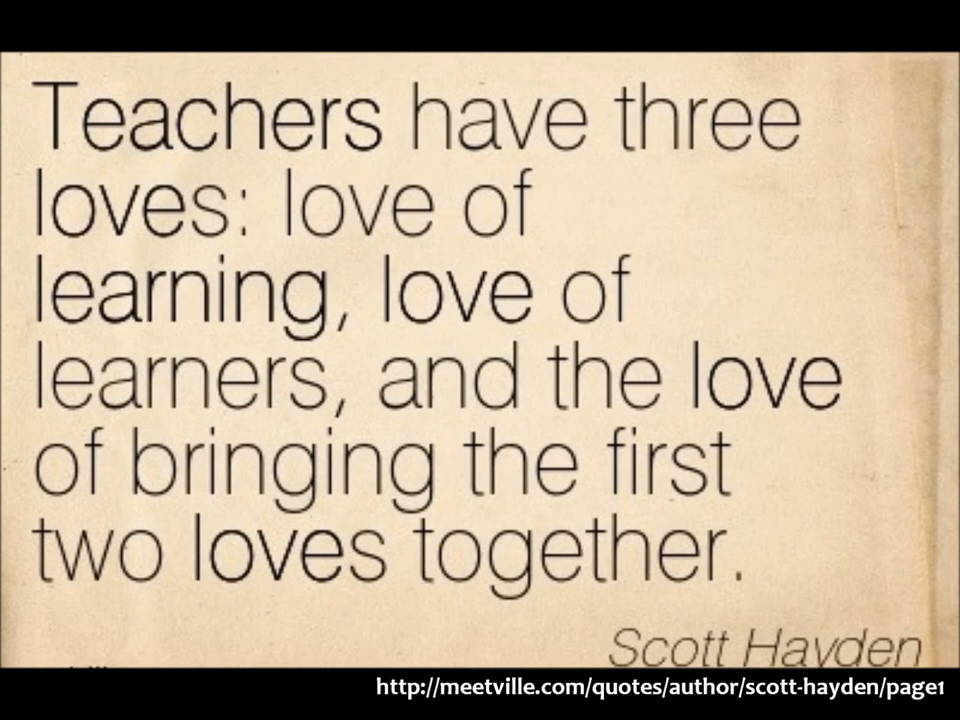 Teachers have three
loves: love of
learning, love of
learners, and the love
of bringing the first
two loves together.
Scott Hayden
http://meetville.com/quotes/author/scott-hayden/page1